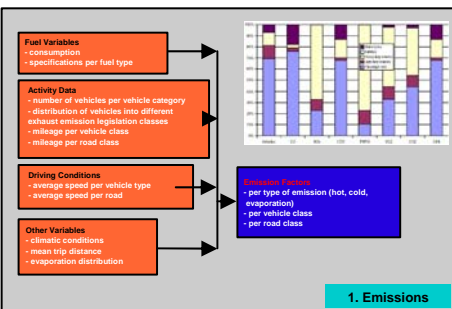 Fuel Variables
- consumption
- specifications per fuel type
Activity Data
- number of vehicles per vehicle category
- distribution of vehicles into different
exhaust emission legislation classes
- mileage per vehicle class
- mileage per road class
Driving Conditions
- average speed per vehicle type
- average speed per road
Other Variables
- climatic conditions
- mean trip distance
- evaporation distribution
Emission Factors
- per type of emission (hot, cold,
evaporation)
- per vehicle class
- per road class
1. Emissions